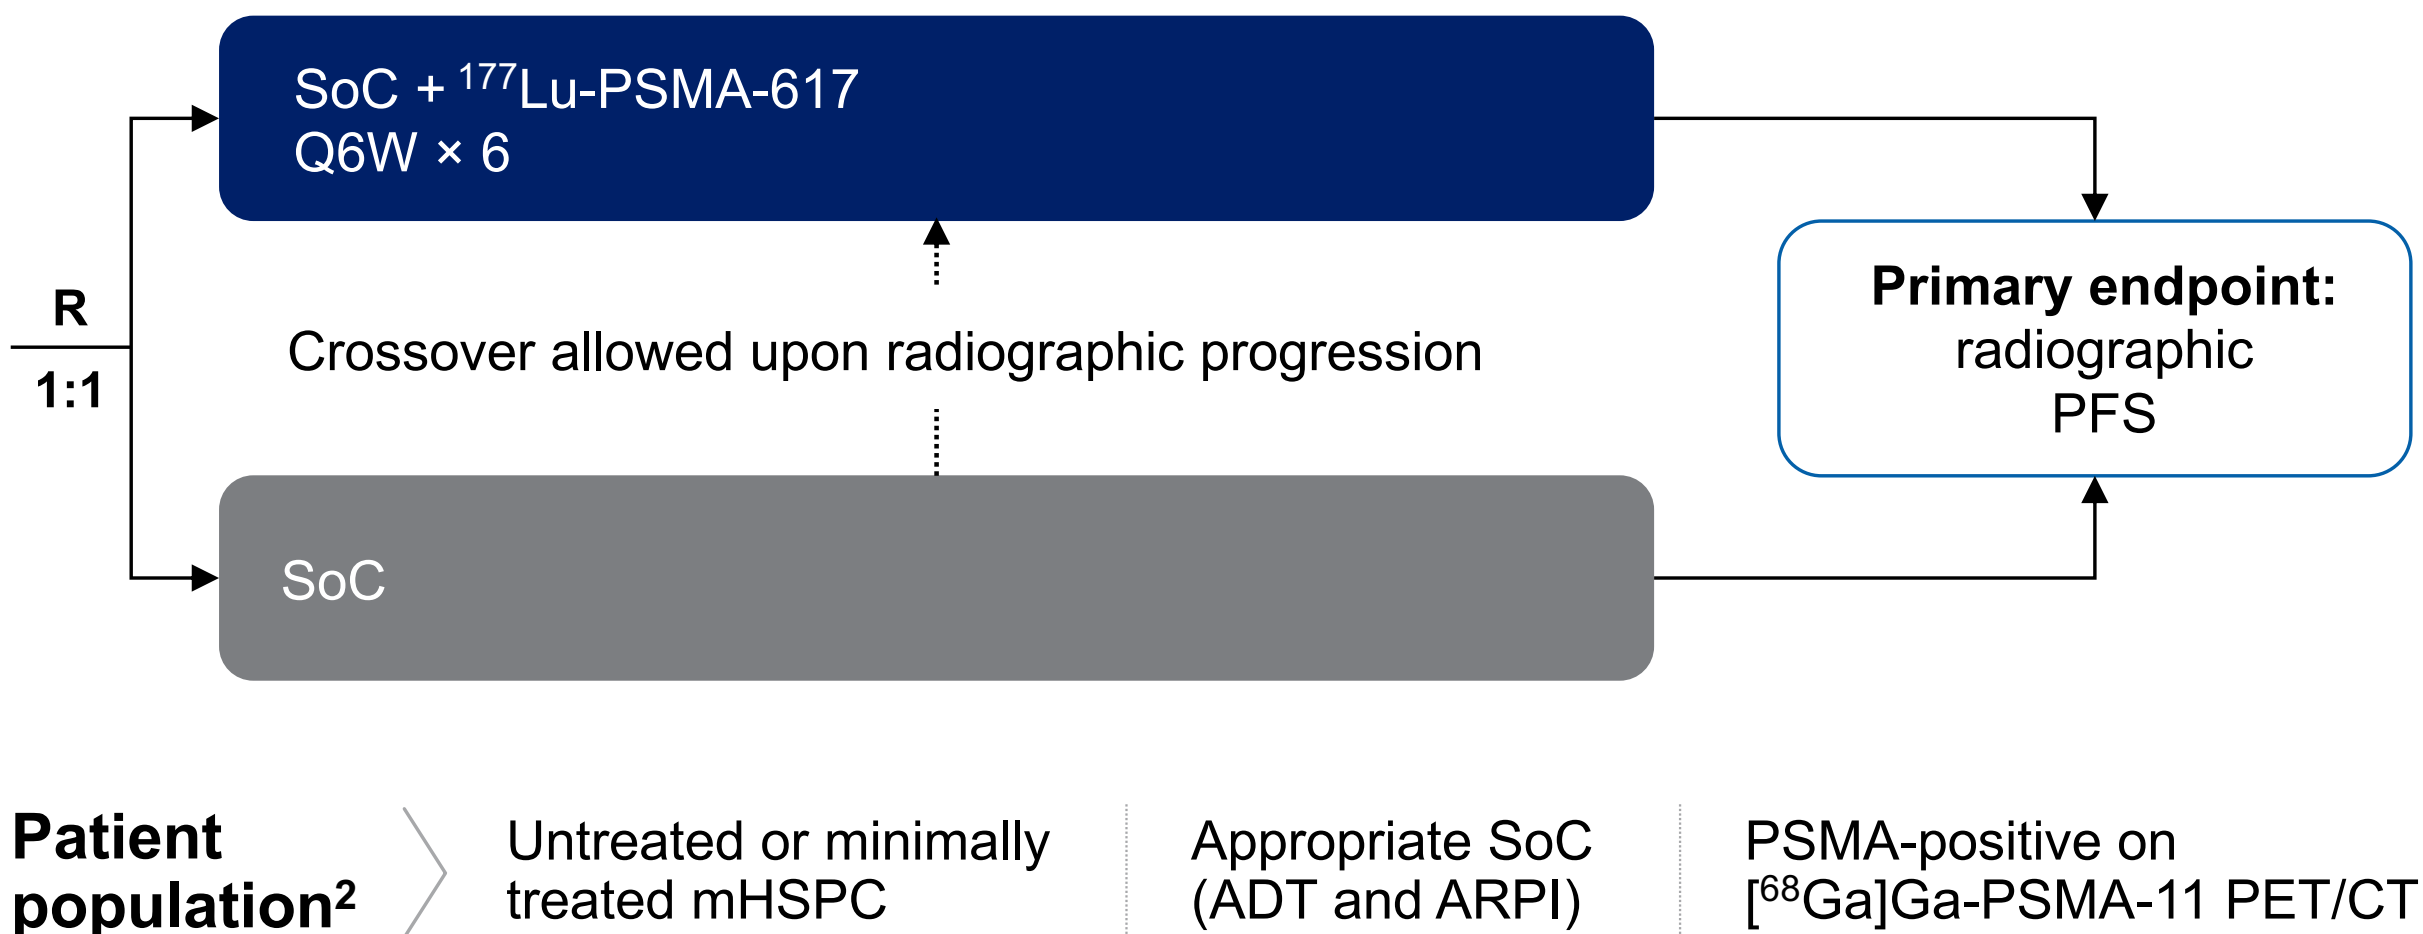 SoC + ¹⁷⁷Lu-PSMA-617
Q6W × 6
R
1:1
Crossover allowed upon radiographic progression
Primary endpoint:
radiographic
PFS
SoC
Patient
population²
Untreated or minimally
treated mHSPC
Appropriate SoC
(ADT and ARPI)
PSMA-positive on
[⁶⁸Ga]Ga-PSMA-11 PET/CT